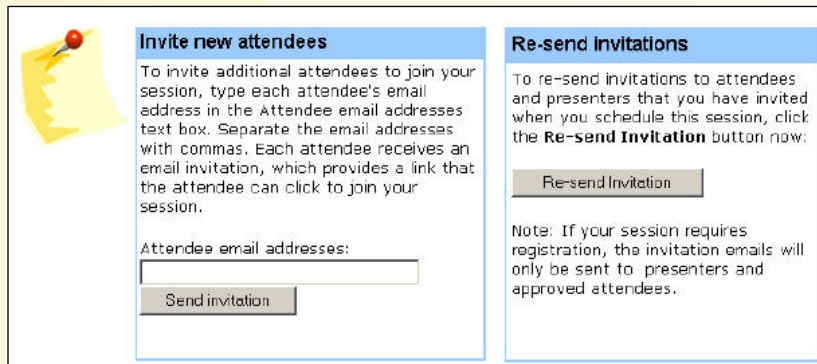 Invite new attendees
To invite additional attendees to join your
session, type each attendee's email
address in the Attendee email addresses
text box. Separate the email addresses
with commas. Each attendee receives an
email invitation, which provides a link that
the attendee can click to join your
session.
Attendee email addresses:
Send invitation
Re-send invitations
To re-send invitations to attendees
and presenters that you have invited
when you schedule this session, click
the Re-send Invitation button now:
Re-send Invitation
Note: If your session requires
registration, the invitation emails will
only be sent to presenters and
approved attendees.